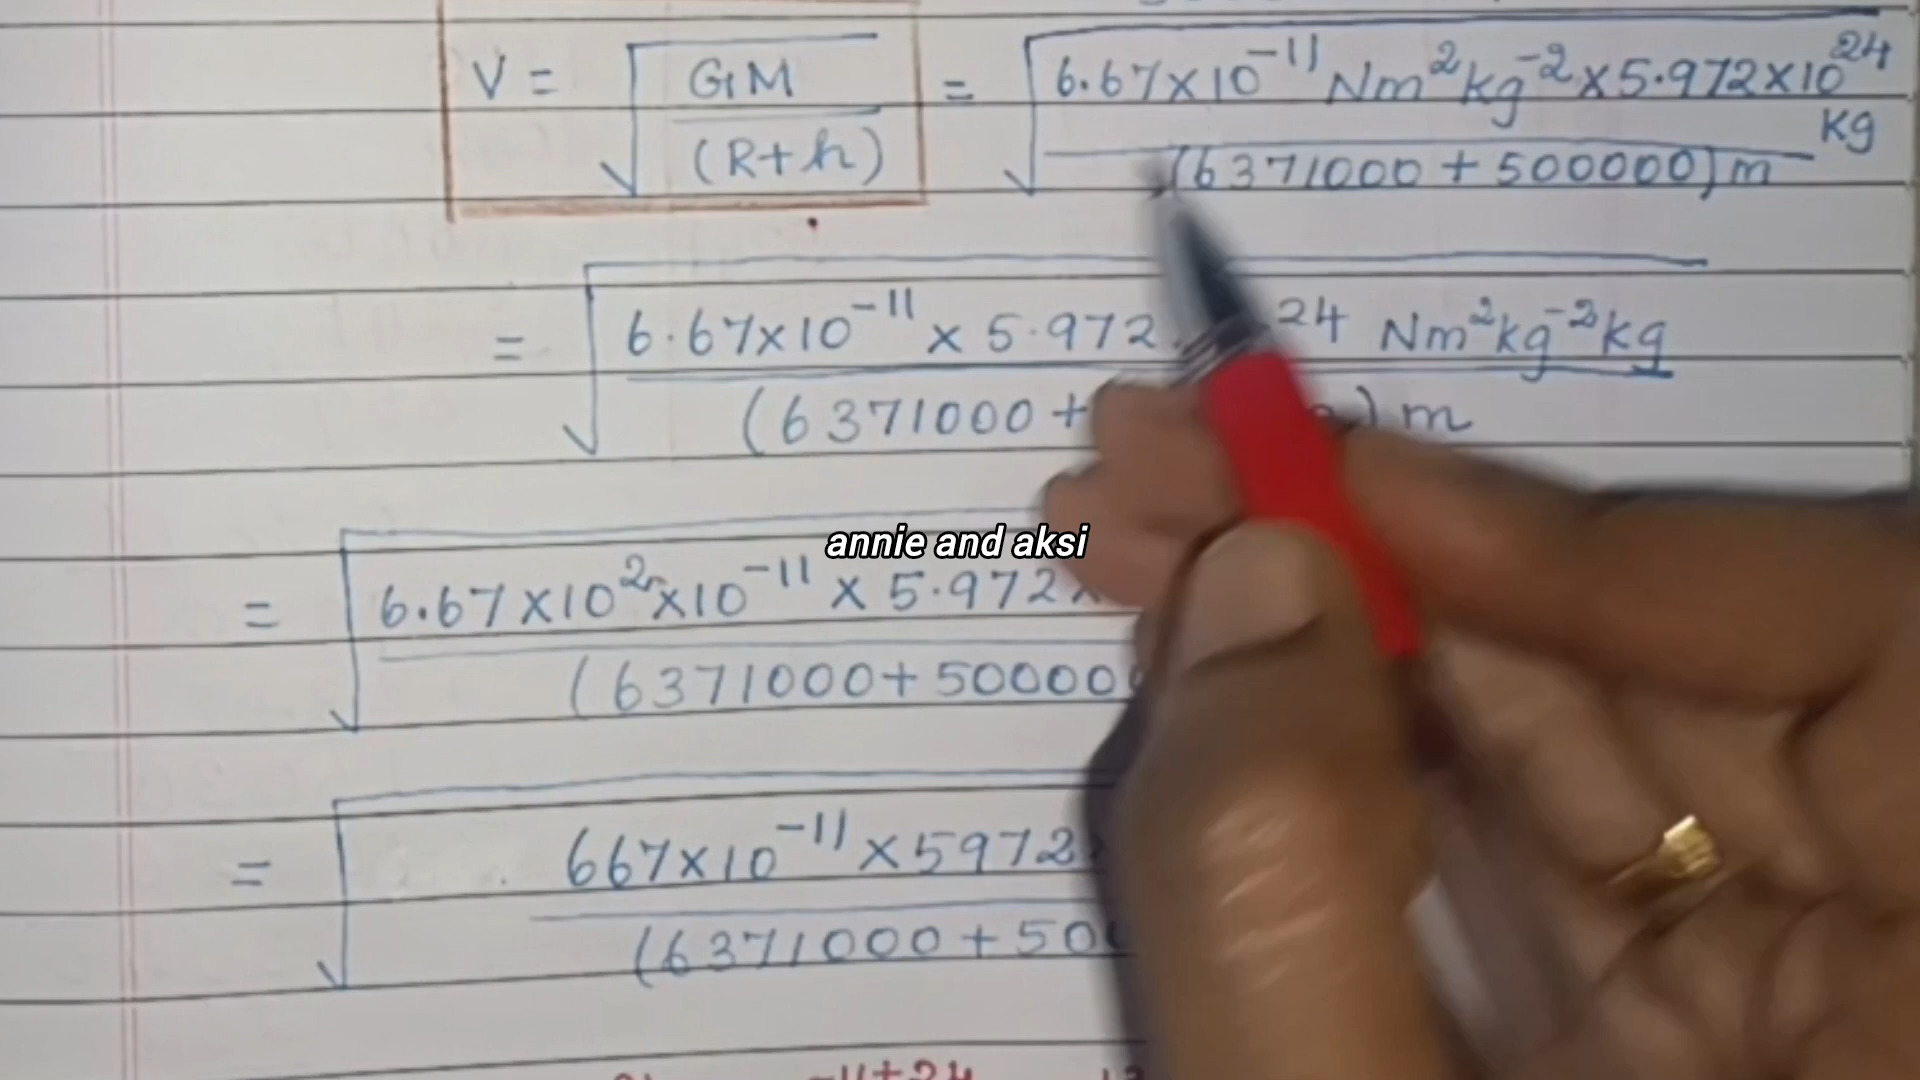 V = √ GM / (R+h) = √ 6.67×10⁻¹¹ Nm²kg⁻²×5.972×10²⁴ kg / (6371000 + 500000) m
= √ 6.67×10⁻¹¹ × 5.972 24 Nm²kg⁻²kg / (6371000 + ) m
annie and aksi
= √ 6.67×10²×10⁻¹¹ × 5.972× / (6371000+50000
= √ 667×10⁻¹¹×5972 / (6371000+50
-11+24